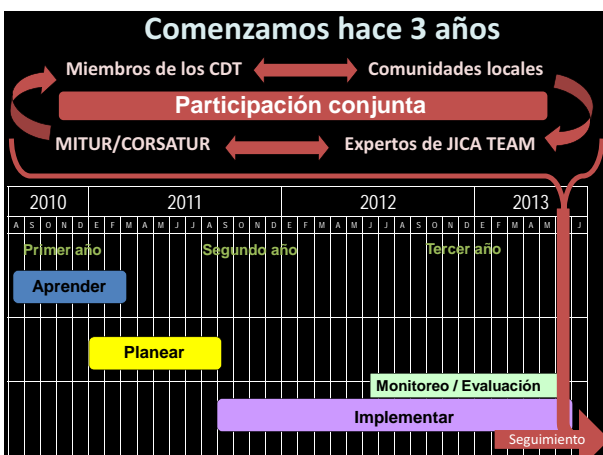 Comenzamos hace 3 años
Miembros de los CDT Comunidades locales
Participación conjunta
MITUR/CORSATUR Expertos de JICA TEAM
2010 2011 2012 2013
A S O N D E F M A M J J A S O N D E F M A M J J A S O N D E F M A M J
Primer año Segundo año Tercer año
Aprender
Planear
Monitoreo / Evaluación
Implementar
Seguimiento